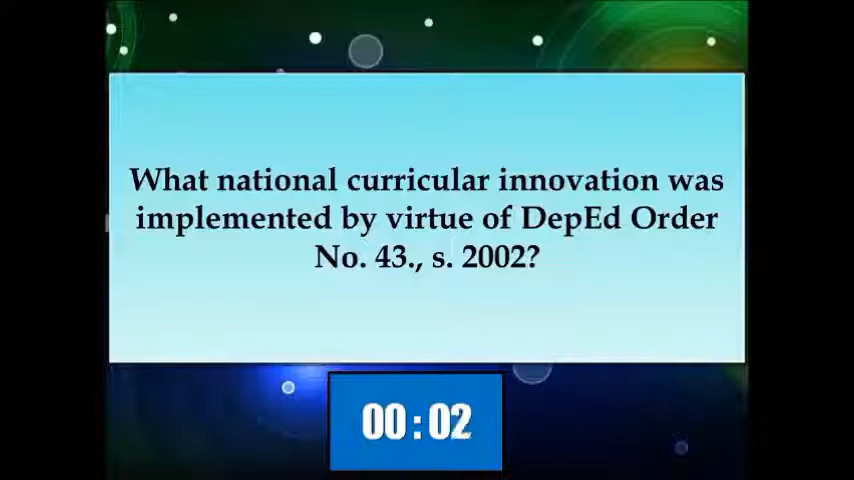 What national curricular innovation was
implemented by virtue of DepEd Order
No. 43., s. 2002?
00:02